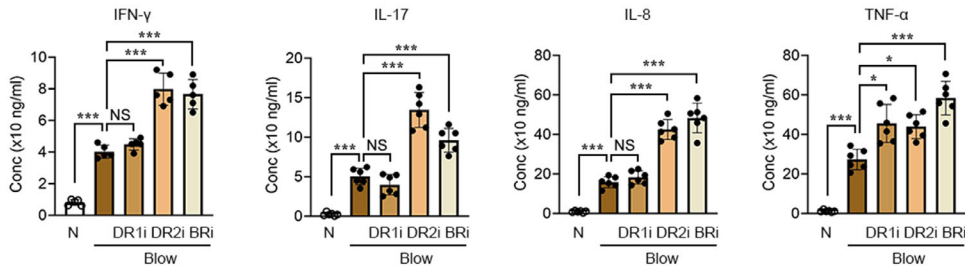 IFN-γ
***
***
***
NS
Conc (x10 ng/ml)
10
8
6
4
2
0
N
DR1i DR2i BRi
Blow
IL-17
***
***
***
NS
Conc (x10 ng/ml)
20
15
10
5
0
N
DR1i DR2i BRi
Blow
IL-8
***
***
***
NS
Conc (x10 ng/ml)
80
60
40
20
0
N
DR1i DR2i BRi
Blow
TNF-α
***
*
*
***
Conc (x10 ng/ml)
80
60
40
20
0
N
DR1i DR2i BRi
Blow